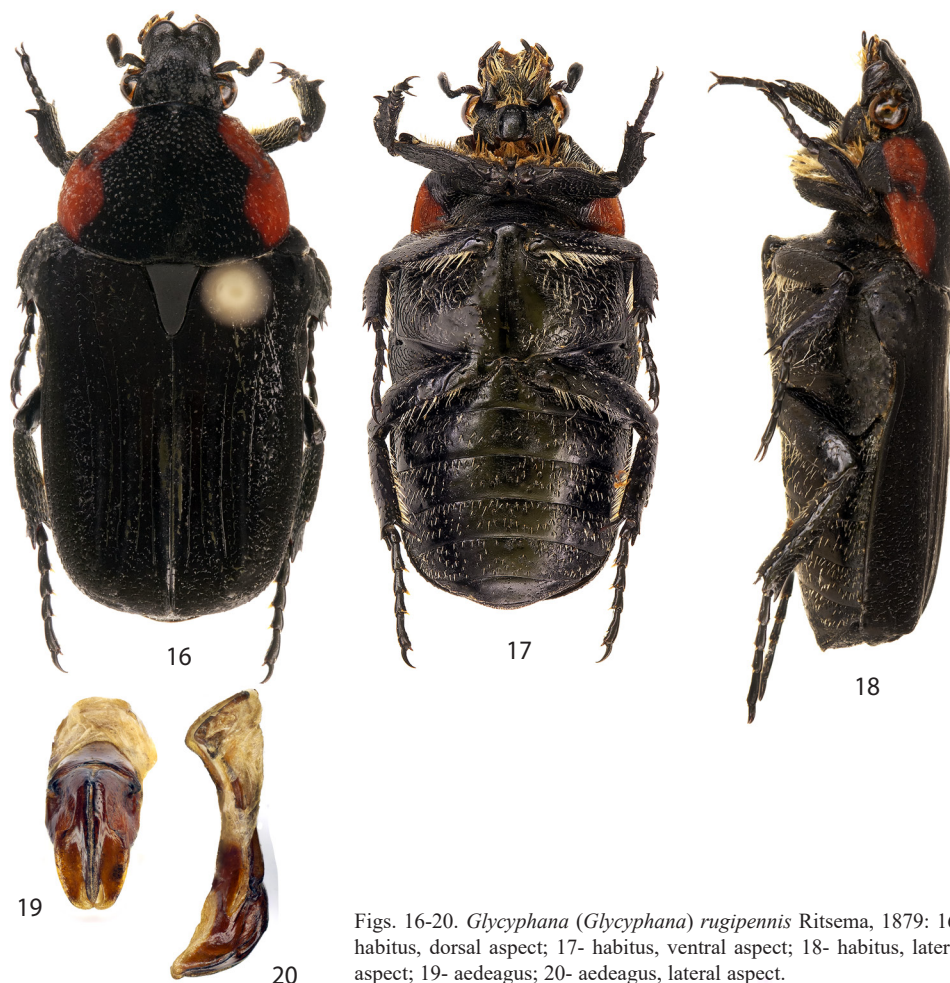 16
17
18
19
20
Figs. 16-20. Glycyphana (Glycyphana) rugipennis Ritsema, 1879: 16
habitus, dorsal aspect; 17- habitus, ventral aspect; 18- habitus, later
aspect; 19- aedeagus; 20- aedeagus, lateral aspect.